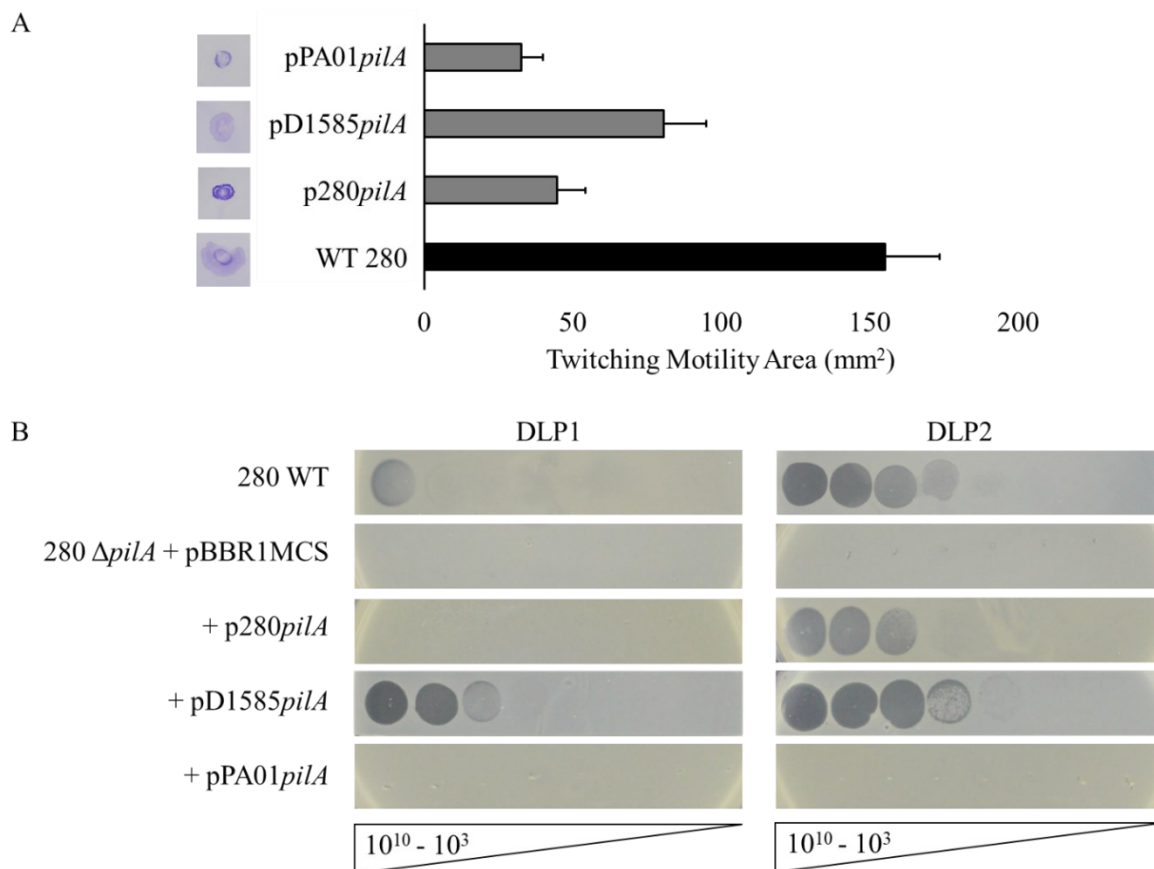 A
pPA01pilA
pD1585pilA
p280pilA
WT 280
0 50 100 150 200
Twitching Motility Area (mm²)
B
DLP1 DLP2
280 WT
280 ΔpilA + pBBR1MCS
+ p280pilA
+ pD1585pilA
+ pPA01pilA
10¹⁰ - 10³ 10¹⁰ - 10³